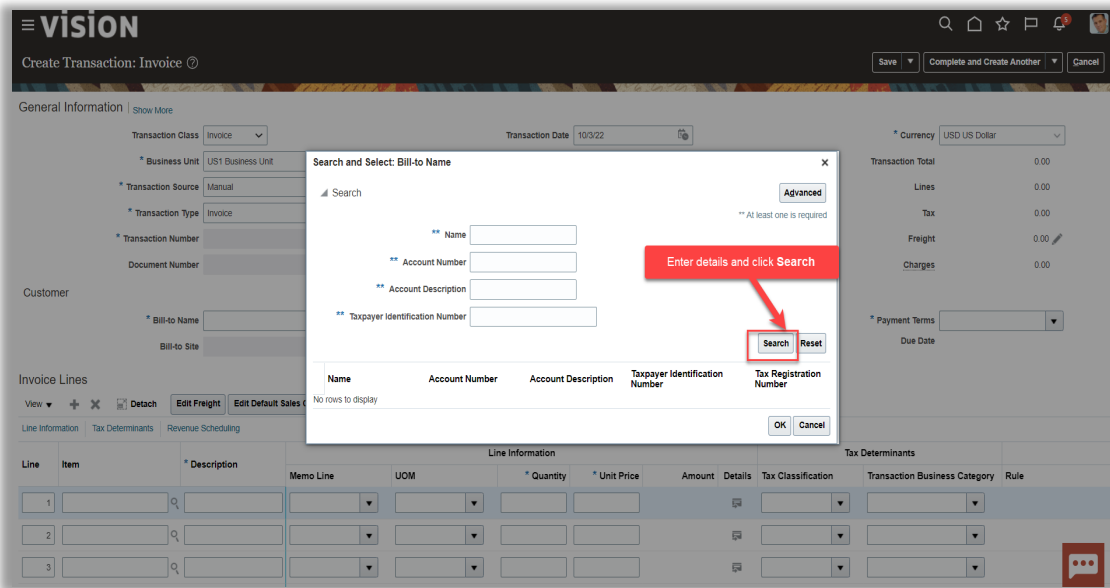 VISION
5
Create Transaction: Invoice
Save
Complete and Create Another
Cancel
General Information
Show More
Transaction Class
Invoice
Transaction Date
10/3/22
* Currency
USD US Dollar
* Business Unit
US1 Business Unit
Transaction Total
0.00
* Transaction Source
Manual
Lines
0.00
* Transaction Type
Invoice
Tax
0.00
* Transaction Number
Freight
0.00
Document Number
Charges
0.00
Customer
* Bill-to Name
* Payment Terms
Bill-to Site
Due Date
Search and Select: Bill-to Name
x
Search
Advanced
** At least one is required
** Name
** Account Number
** Account Description
** Taxpayer Identification Number
Enter details and click Search
Search
Reset
Name
Account Number
Account Description
Taxpayer Identification Number
Tax Registration Number
No rows to display
OK
Cancel
Invoice Lines
View
Detach
Edit Freight
Edit Default Sales
Line Information
Tax Determinants
Revenue Scheduling
Line Information
Tax Determinants
Line
Item
* Description
Memo Line
UOM
* Quantity
* Unit Price
Amount
Details
Tax Classification
Transaction Business Category
Rule
1
2
3